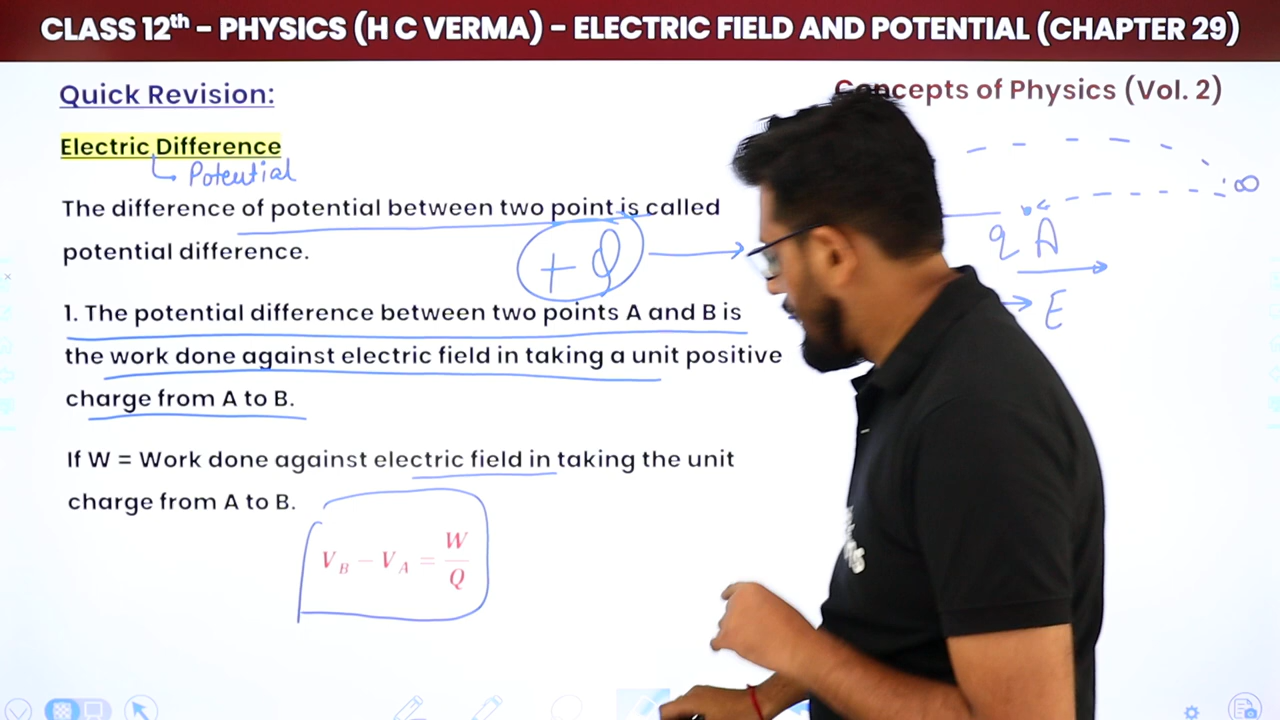 CLASS 12th – PHYSICS (H C VERMA) – ELECTRIC FIELD AND POTENTIAL (CHAPTER 29)
Quick Revision:
Concepts of Physics (Vol. 2)
Electric Difference
Potential
The difference of potential between two point is called
potential difference.
+ Q
∞
q A
E
1. The potential difference between two points A and B is
the work done against electric field in taking a unit positive
charge from A to B.
If W = Work done against electric field in taking the unit
charge from A to B.
V_B – V_A = W/Q